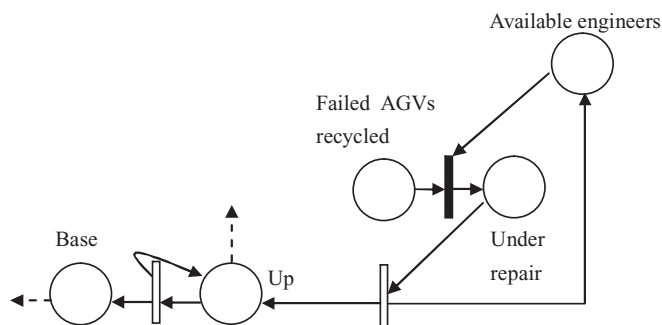 Available engineers
Failed AGVs
recycled
Base
Up
Under
repair